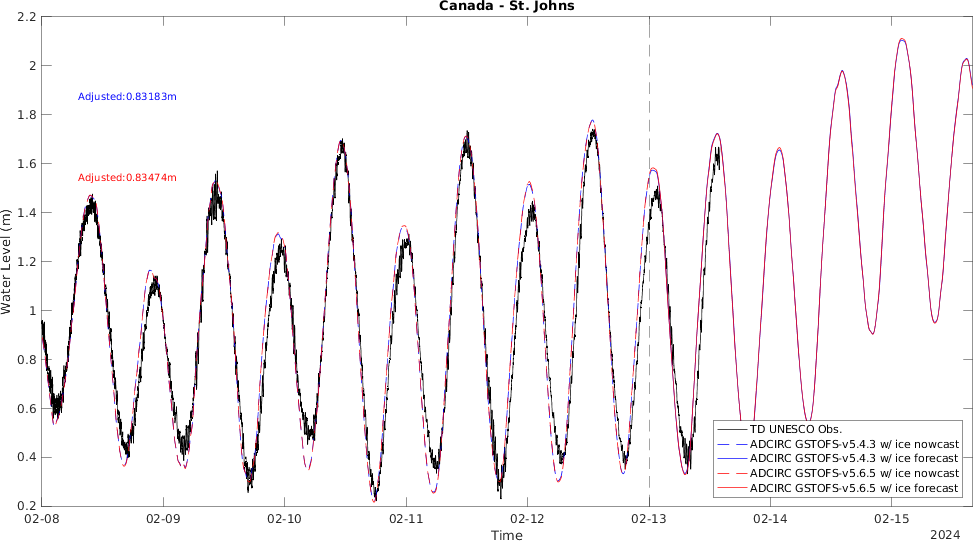 Canada - St. Johns
2.2
2
1.8
1.6
1.4
1.2
1
0.8
0.6
0.4
0.2
Water Level (m)
Adjusted:0.83183m
Adjusted:0.83474m
TD UNESCO Obs.
ADCIRC GSTOFS-v5.4.3 w/ ice nowcast
ADCIRC GSTOFS-v5.4.3 w/ ice forecast
ADCIRC GSTOFS-v5.6.5 w/ ice nowcast
ADCIRC GSTOFS-v5.6.5 w/ ice forecast
02-08 02-09 02-10 02-11 02-12 02-13 02-14 02-15
Time
2024